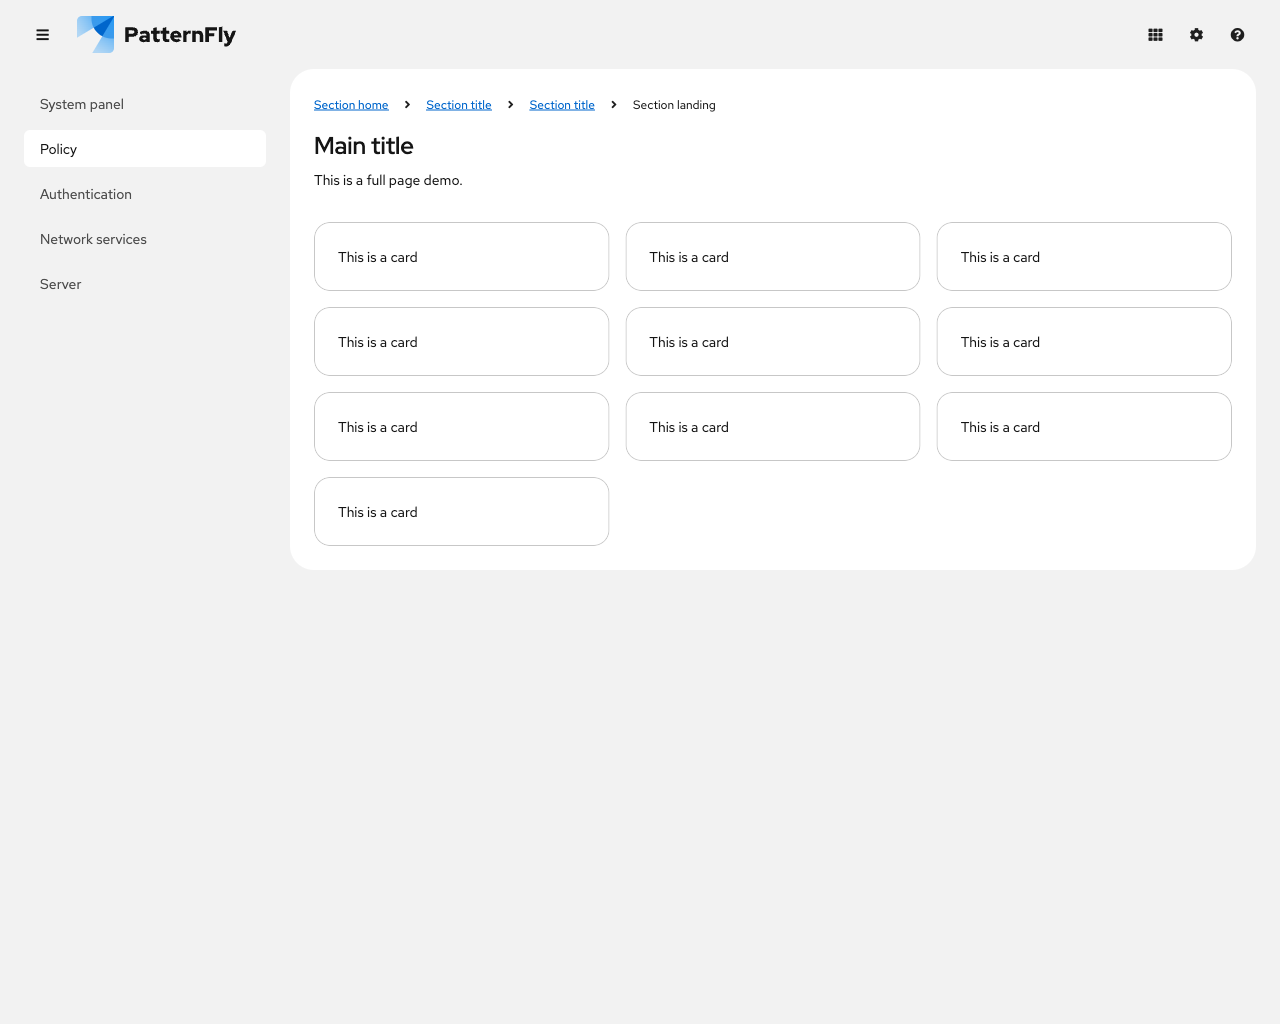 PatternFly
System panel
Policy
Authentication
Network services
Server
Section home Section title Section title Section landing
Main title
This is a full page demo.
This is a card This is a card This is a card
This is a card This is a card This is a card
This is a card This is a card This is a card
This is a card